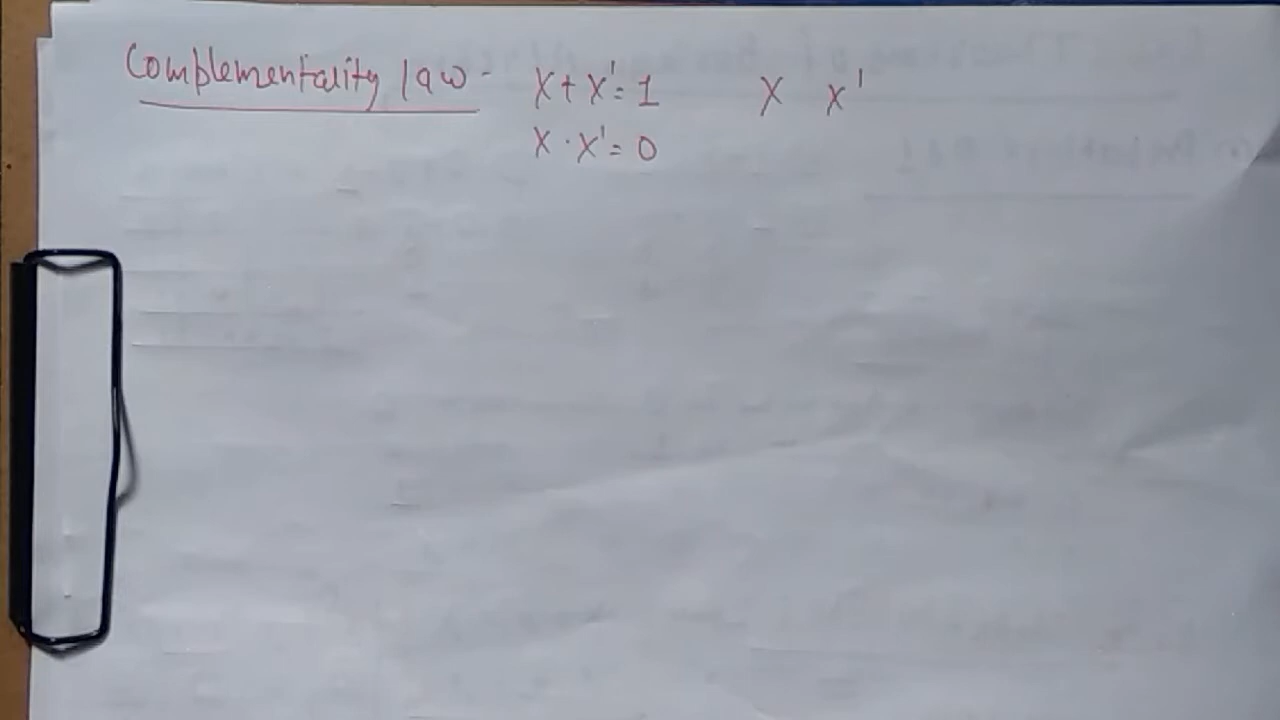 Complementarity law - X + X' = 1 X X'
X · X' = 0